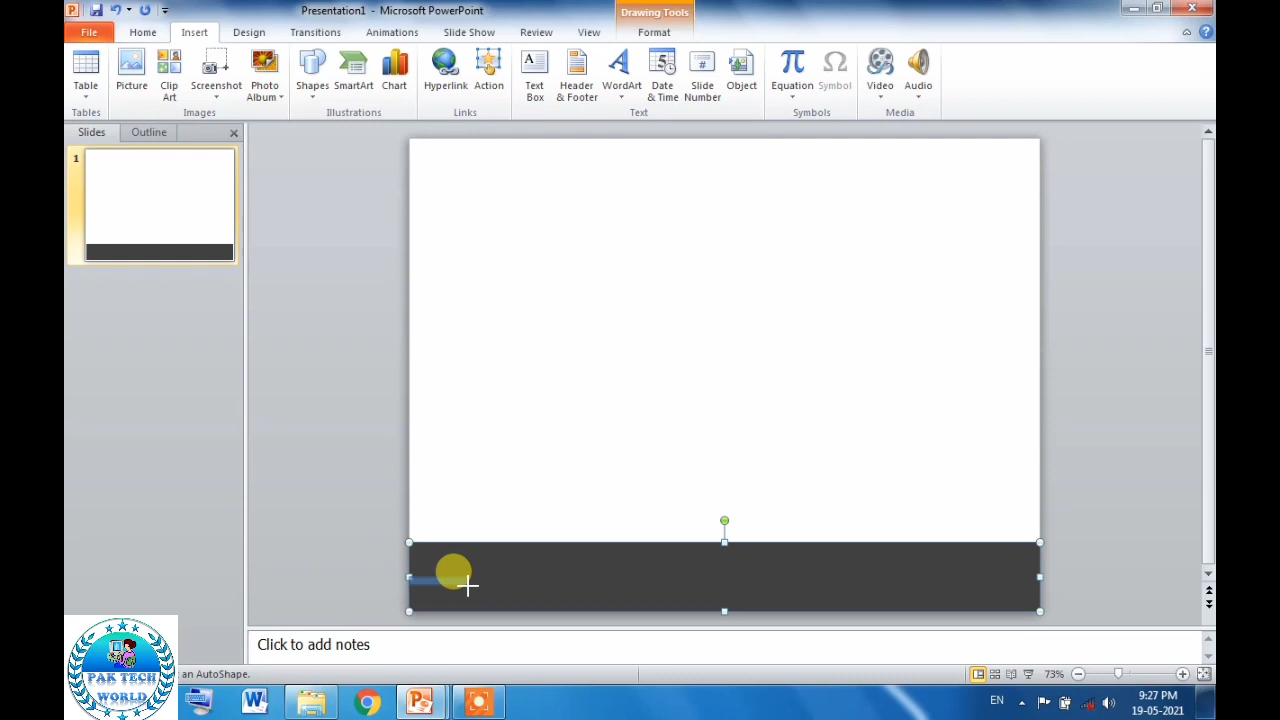 Presentation1 - Microsoft PowerPoint
Drawing Tools
File Home Insert Design Transitions Animations Slide Show Review View Format
Table
Picture
Clip Art
Screenshot
Photo Album
Shapes
SmartArt
Chart
Hyperlink
Action
Text Box
Header & Footer
WordArt
Date & Time
Slide Number
Object
Equation
Symbol
Video
Audio
Tables
Images
Illustrations
Links
Text
Symbols
Media
Slides Outline
1
Click to add notes
an AutoShape.
73%
PAK TECH
WORLD
EN
9:27 PM
19-05-2021